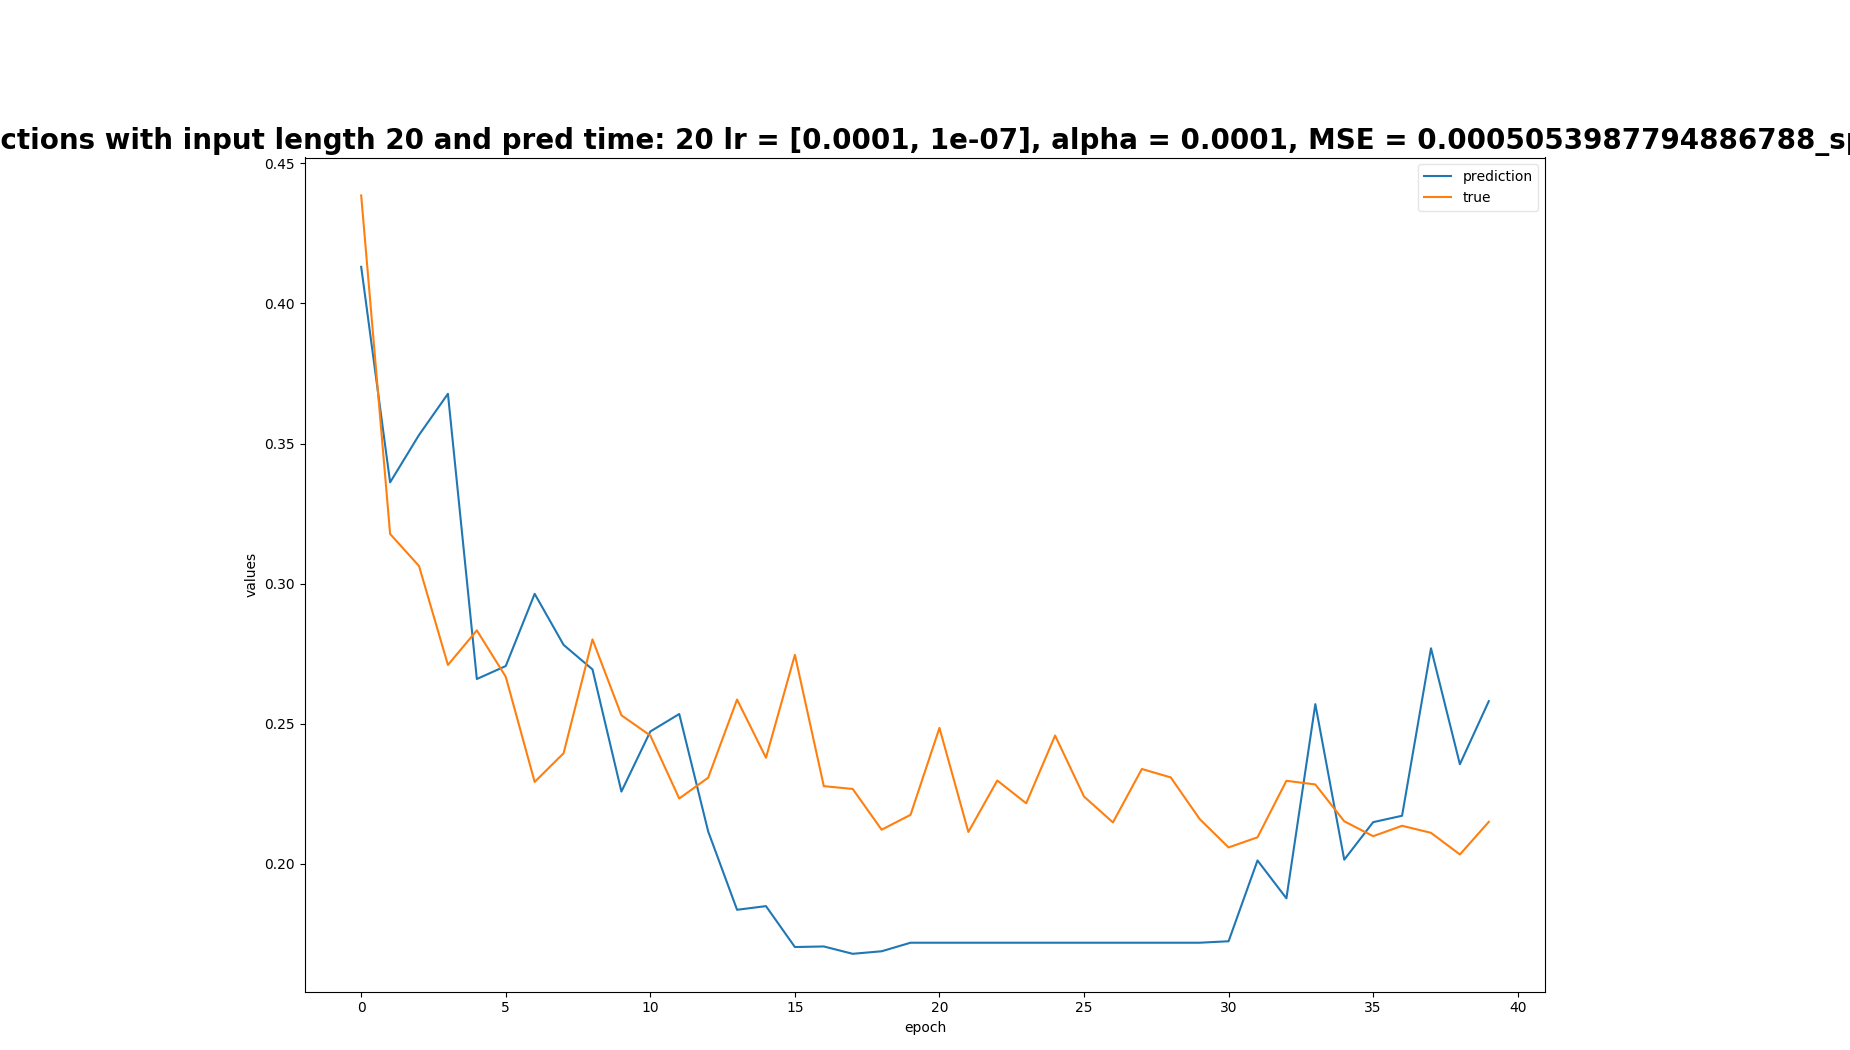 ctions with input length 20 and pred time: 20 lr = [0.0001, 1e-07], alpha = 0.0001, MSE = 0.0005053987794886788_sp
prediction
true
0.45
0.40
0.35
0.30
0.25
0.20
values
0 5 10 15 20 25 30 35 40
epoch